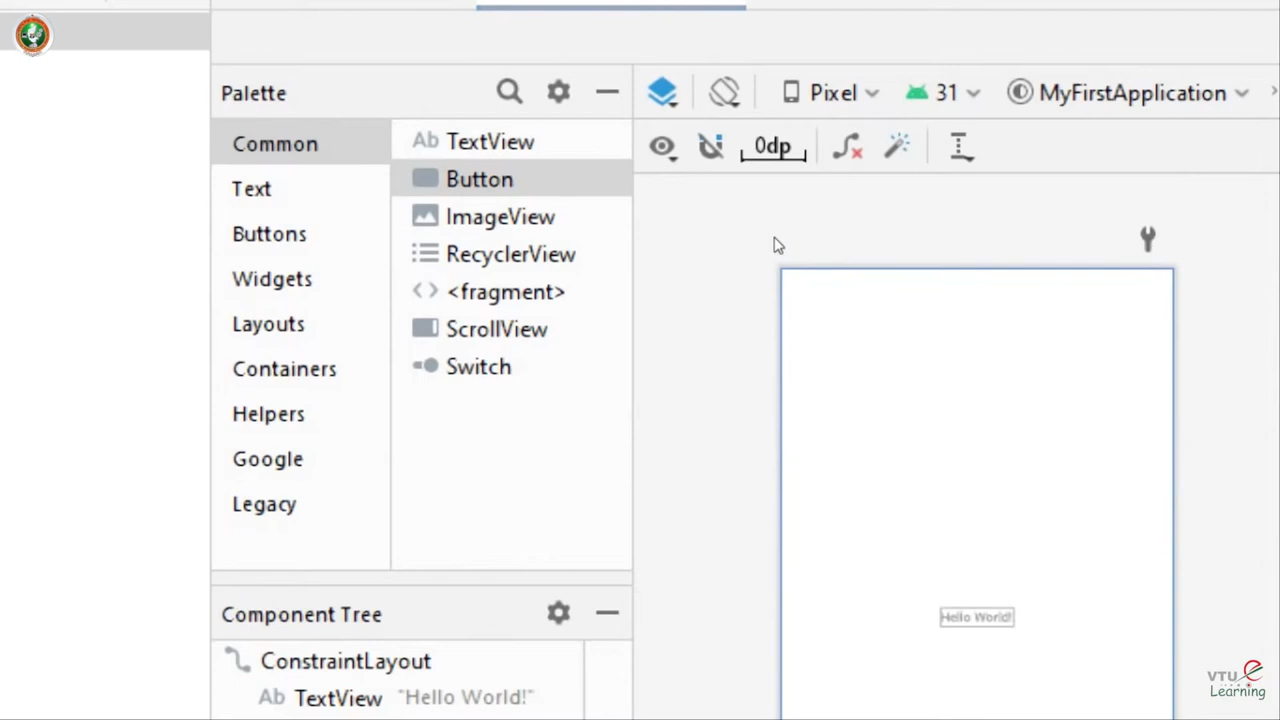 Palette
Common
Text
Buttons
Widgets
Layouts
Containers
Helpers
Google
Legacy
Ab TextView
Button
ImageView
RecyclerView
<fragment>
ScrollView
Switch
Component Tree
ConstraintLayout
Ab TextView "Hello World!"
Pixel 31 MyFirstApplication
0dp
Hello World!
VTU
Learning